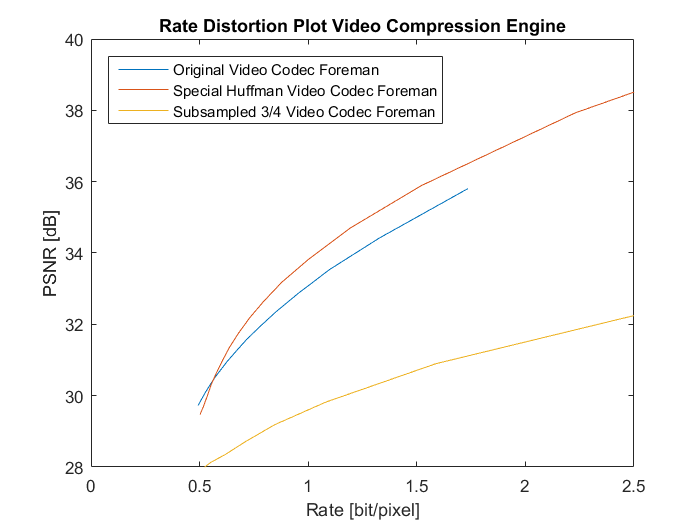 Rate Distortion Plot Video Compression Engine
Original Video Codec Foreman
Special Huffman Video Codec Foreman
Subsampled 3/4 Video Codec Foreman
PSNR [dB]
40
38
36
34
32
30
28
0
0.5
1
1.5
2
2.5
Rate [bit/pixel]